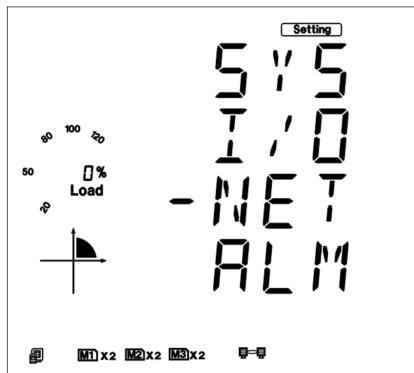 Setting
SYS
I/O
-NET
ALM
100
80
120
50
0%
Load
20
M1 X2 M2 X2 M3 X2